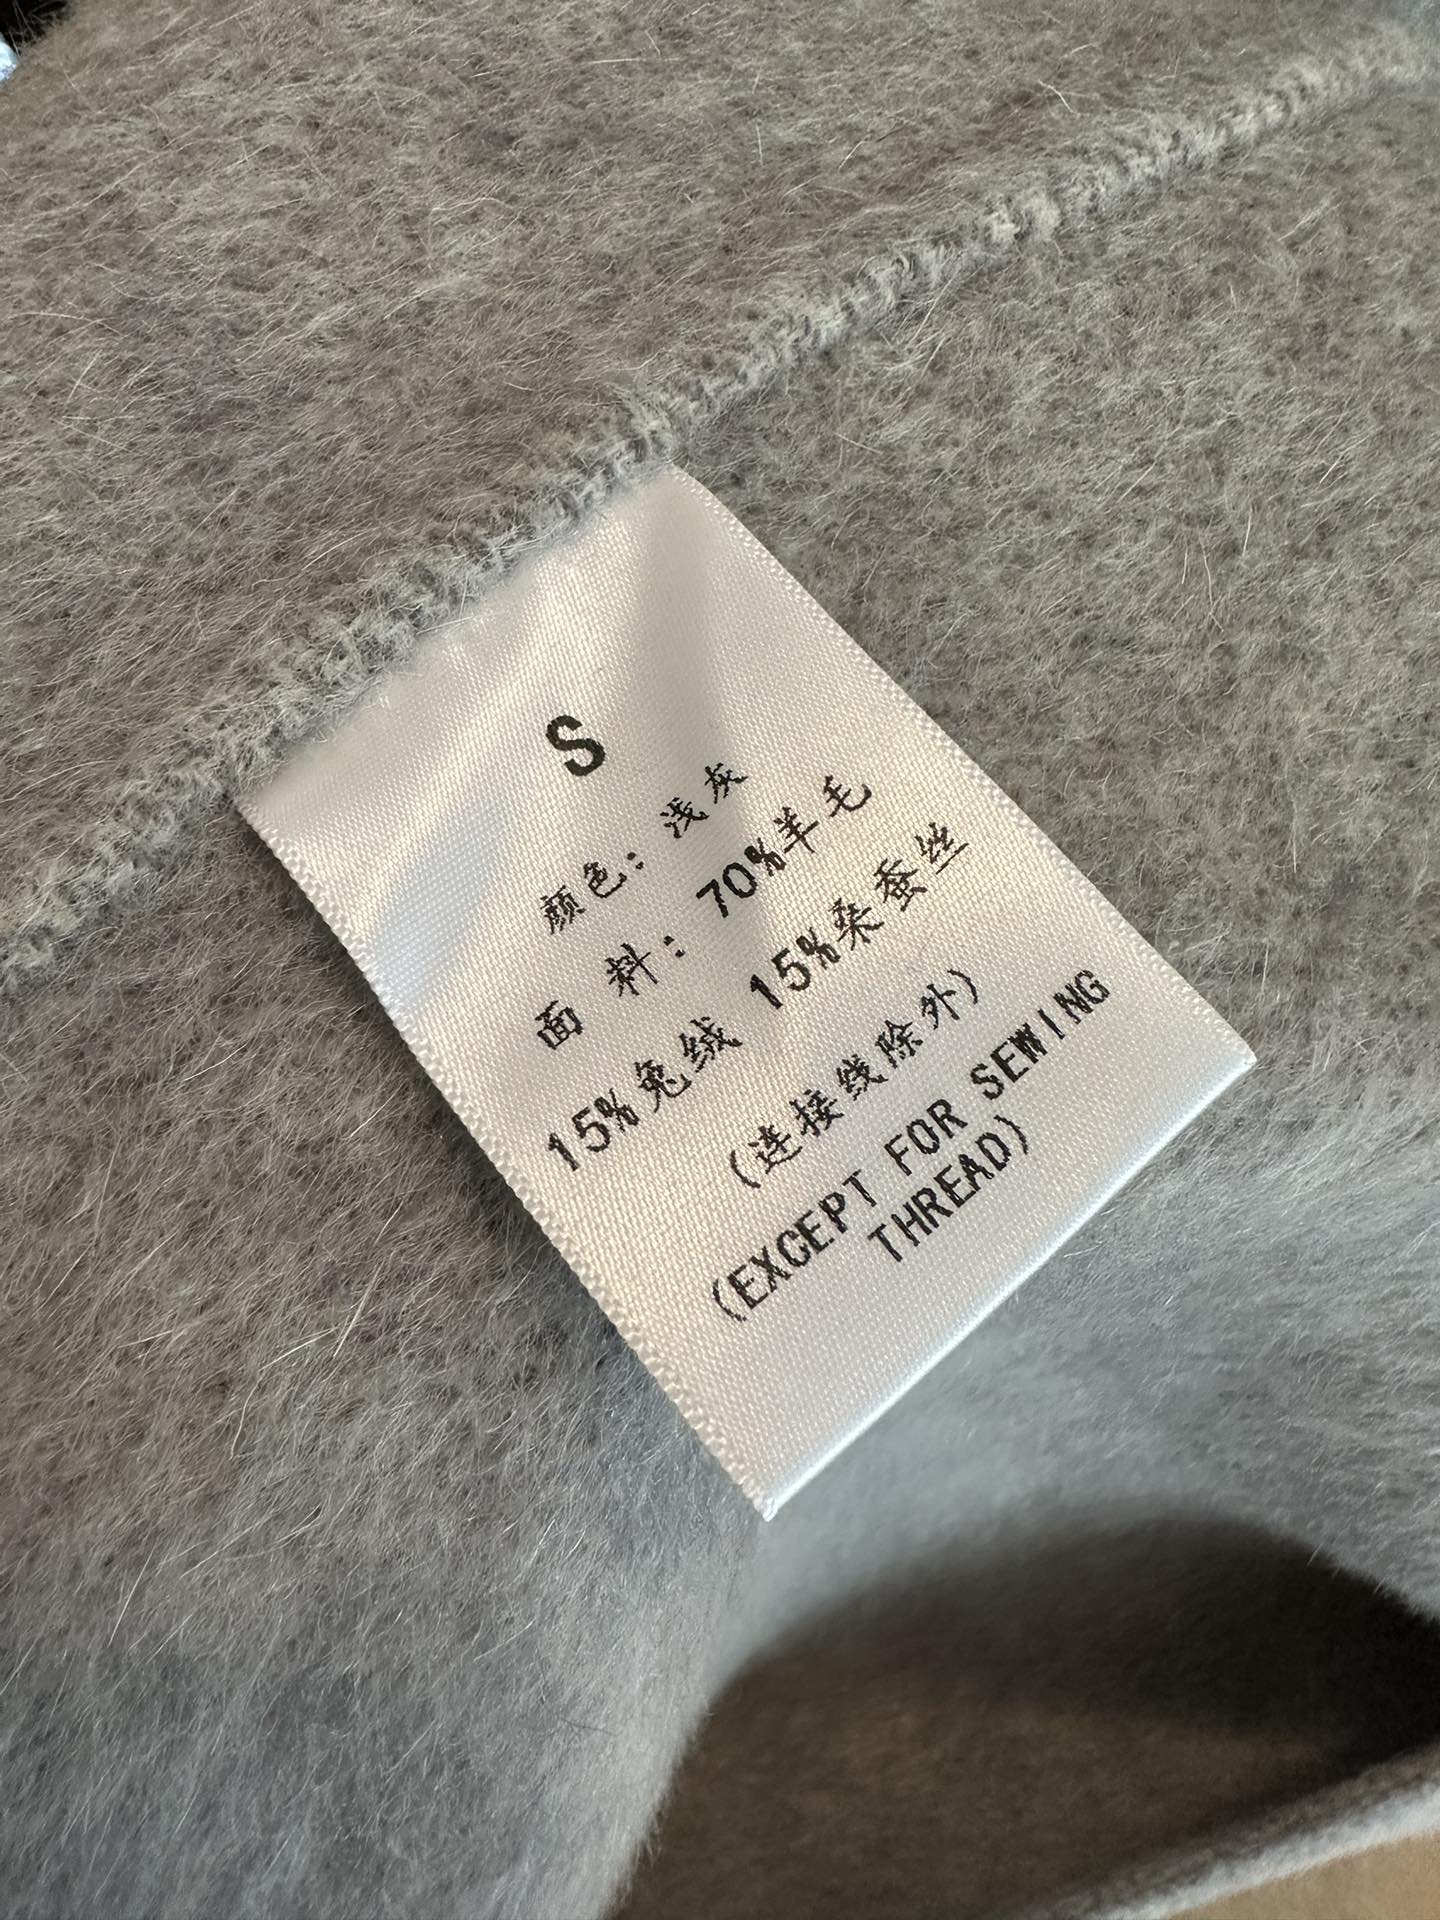 S
颜色：浅灰
面料：70%羊毛
15%兔绒 15%桑蚕丝
(连接线除外)
(EXCEPT FOR SEWING
THREAD)